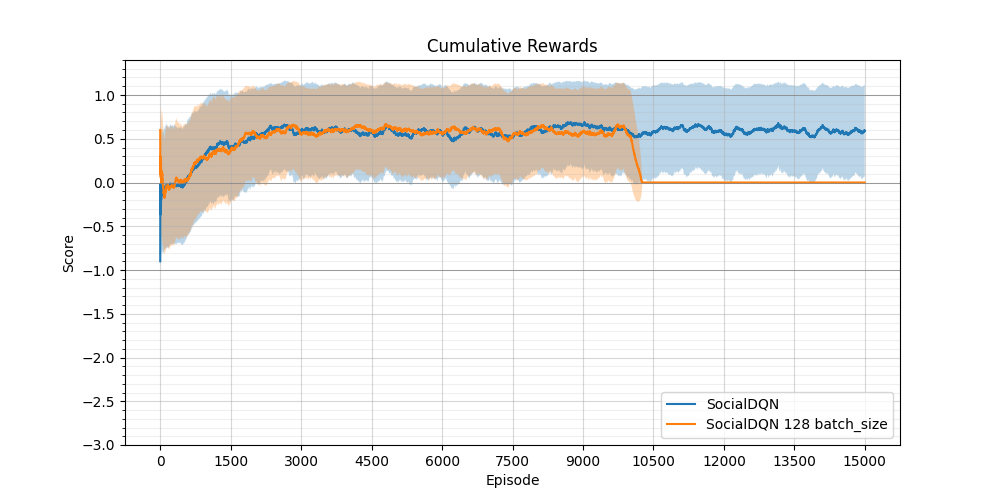 Cumulative Rewards
Score
1.0
0.5
0.0
−0.5
−1.0
−1.5
−2.0
−2.5
−3.0
SocialDQN
SocialDQN 128 batch_size
0 1500 3000 4500 6000 7500 9000 10500 12000 13500 15000
Episode